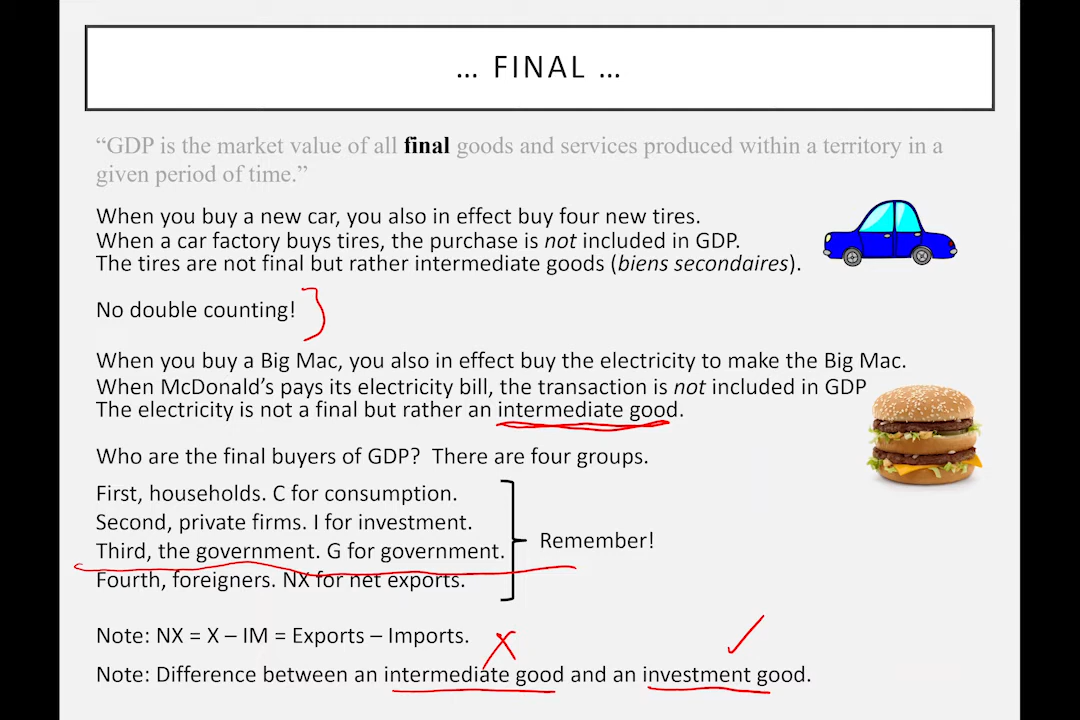 ... FINAL ...
“GDP is the market value of all final goods and services produced within a territory in a
given period of time.”
When you buy a new car, you also in effect buy four new tires.
When a car factory buys tires, the purchase is not included in GDP.
The tires are not final but rather intermediate goods (biens secondaires).
No double counting!
When you buy a Big Mac, you also in effect buy the electricity to make the Big Mac.
When McDonald’s pays its electricity bill, the transaction is not included in GDP
The electricity is not a final but rather an intermediate good.
Who are the final buyers of GDP? There are four groups.
First, households. C for consumption.
Second, private firms. I for investment.
Third, the government. G for government.
Fourth, foreigners. NX for net exports.
Remember!
Note: NX = X – IM = Exports – Imports.
Note: Difference between an intermediate good and an investment good.